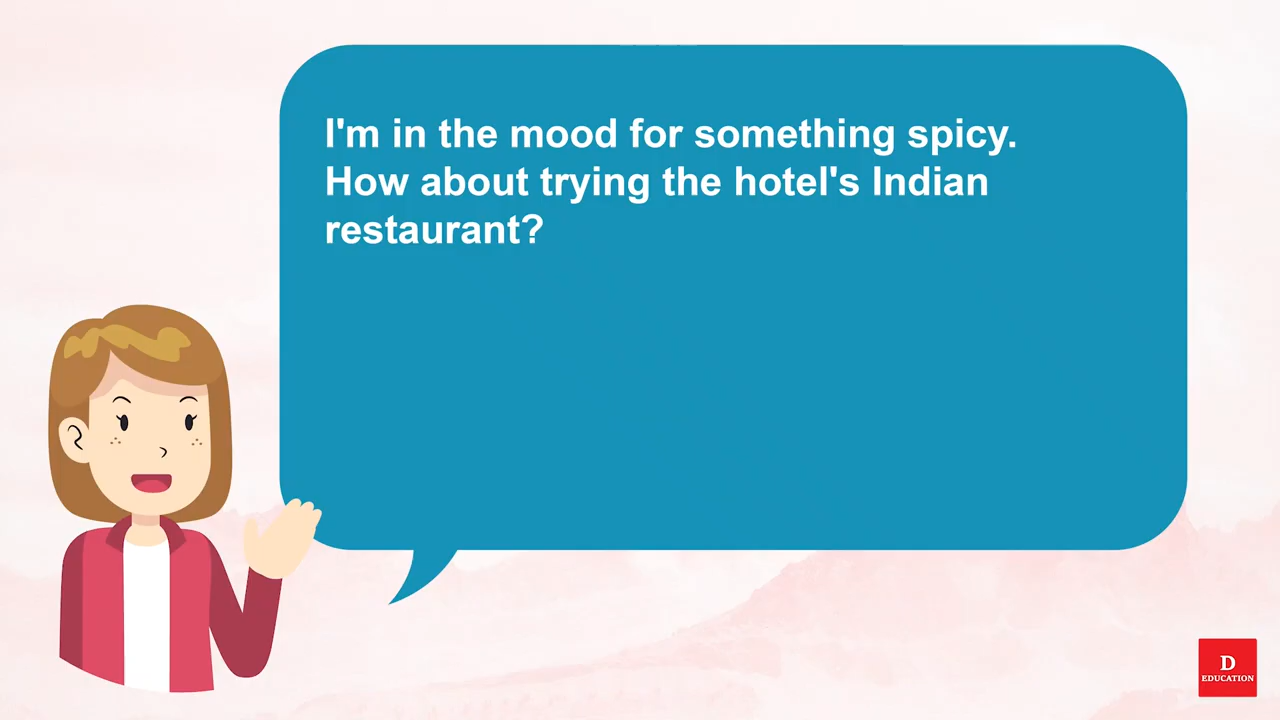 I'm in the mood for something spicy.
How about trying the hotel's Indian
restaurant?
D
EDUCATION